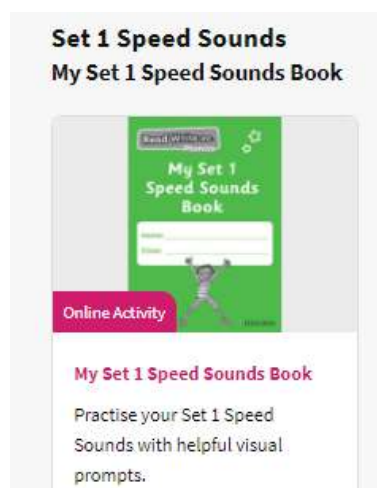 Set 1 Speed Sounds
My Set 1 Speed Sounds Book
My Set 1
Speed Sounds
Book
Online Activity
My Set 1 Speed Sounds Book
Practise your Set 1 Speed
Sounds with helpful visual
prompts.